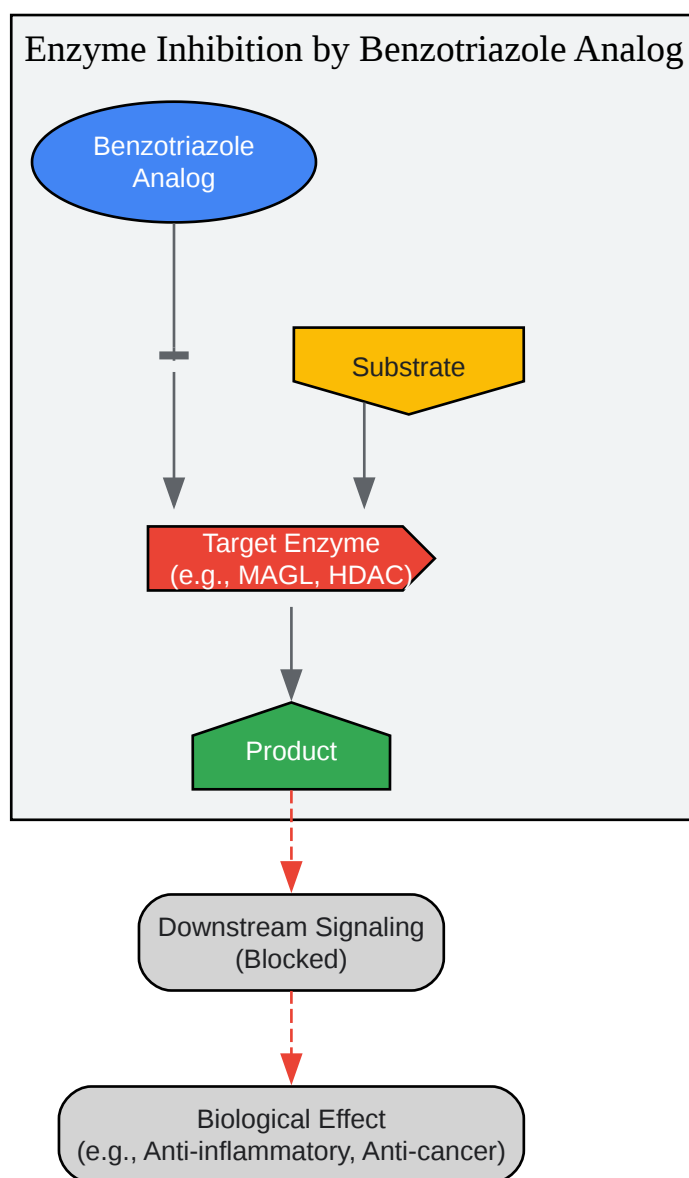 Enzyme Inhibition by Benzotriazole Analog
Benzotriazole
Analog
Substrate
Target Enzyme
(e.g., MAGL, HDAC)
Product
Downstream Signaling
(Blocked)
Biological Effect
(e.g., Anti-inflammatory, Anti-cancer)